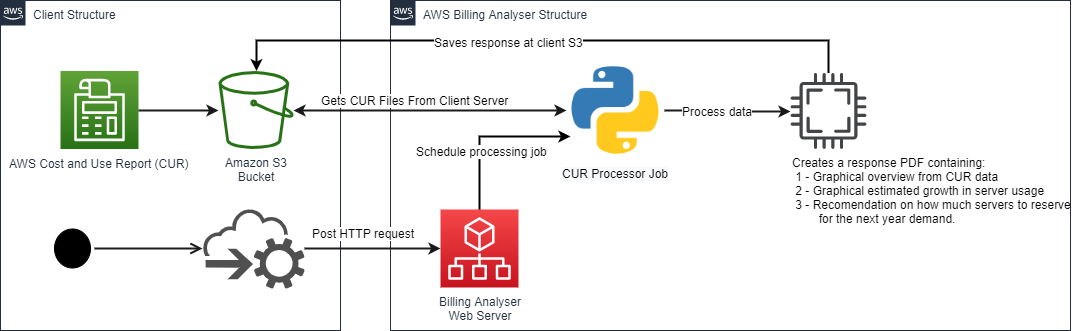 aws
Client Structure
aws
AWS Billing Analyser Structure
Saves response at client S3
Gets CUR Files From Client Server
Process data
Schedule processing job
AWS Cost and Use Report (CUR)
Amazon S3
Bucket
CUR Processor Job
Creates a response PDF containing:
1 - Graphical overview from CUR data
2 - Graphical estimated growth in server usage
3 - Recomendation on how much servers to reserve
for the next year demand.
Post HTTP request
Billing Analyser
Web Server